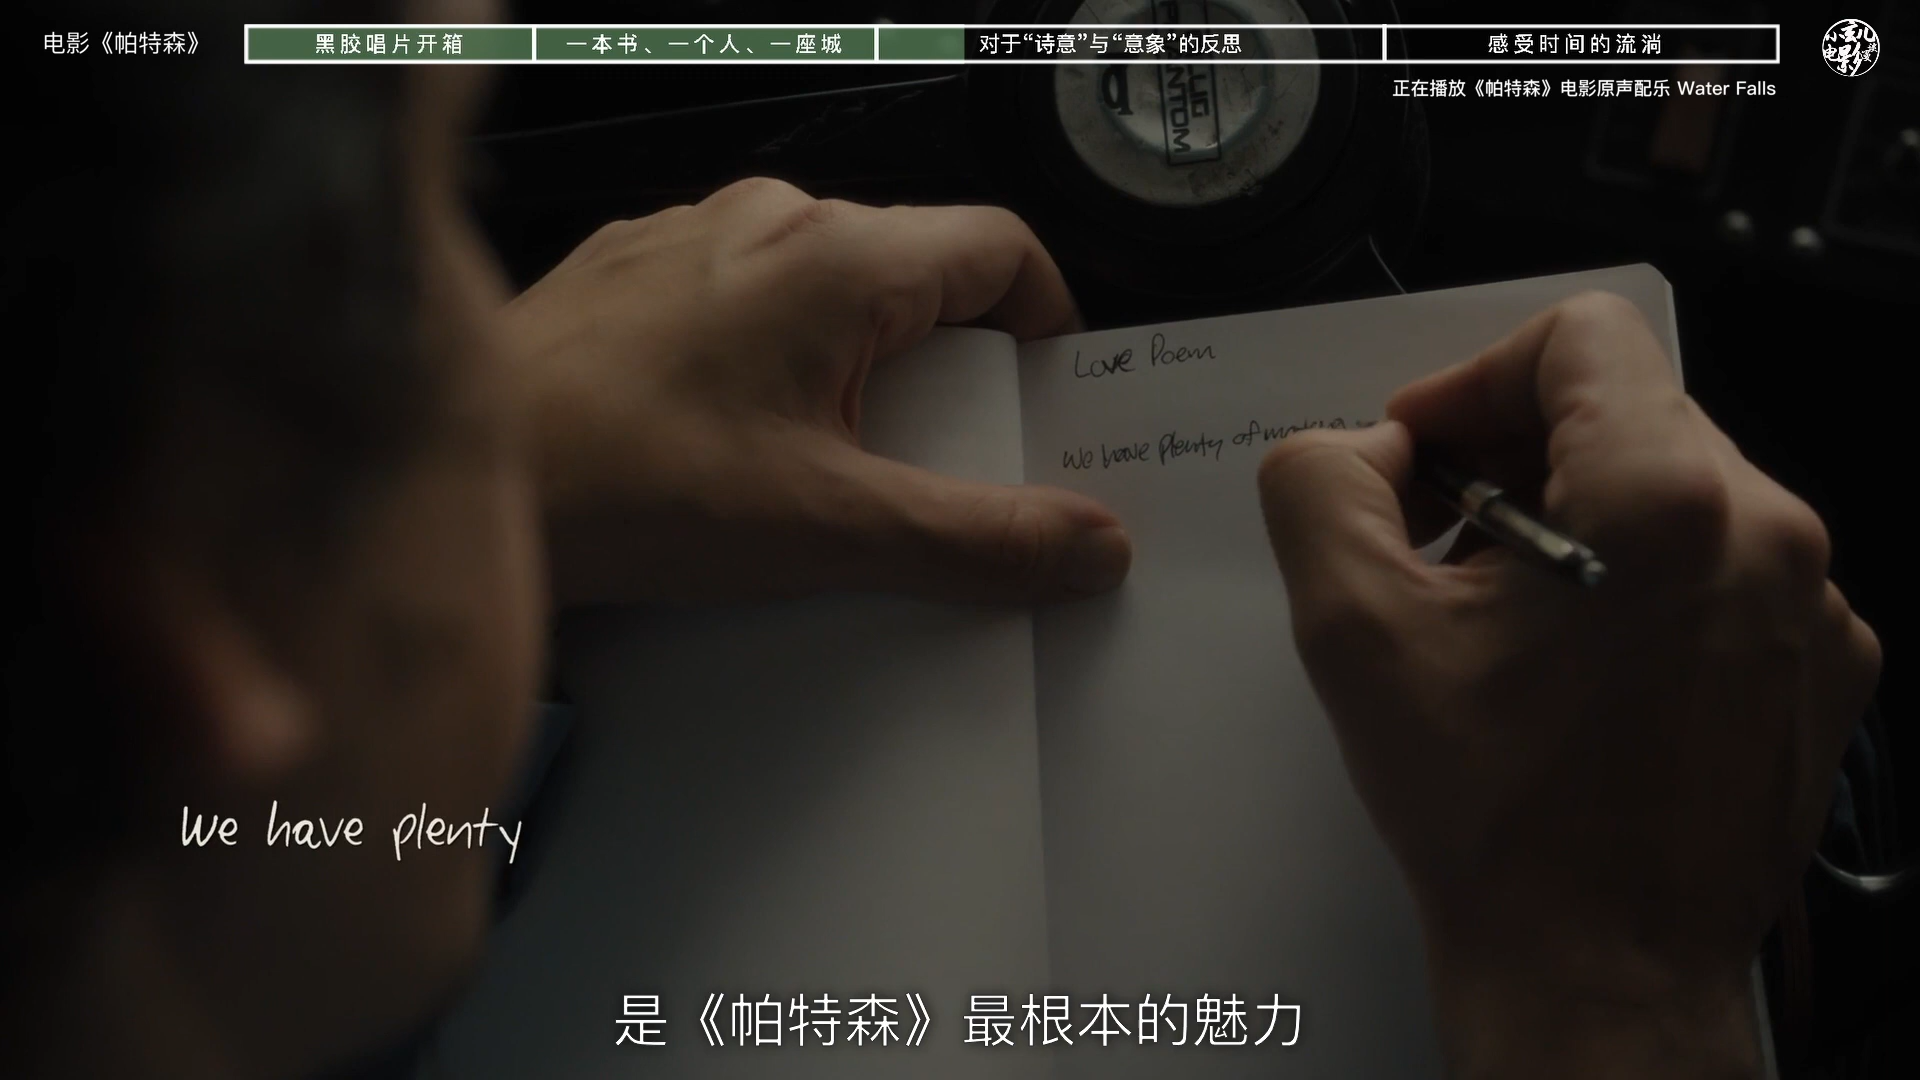 电影《帕特森》
黑胶唱片开箱
一本书、一个人、一座城
对于“诗意”与“意象”的反思
感受时间的流淌
正在播放《帕特森》电影原声配乐 Water Falls
Love Poem
We have plenty of
We have plenty
是《帕特森》最根本的魅力